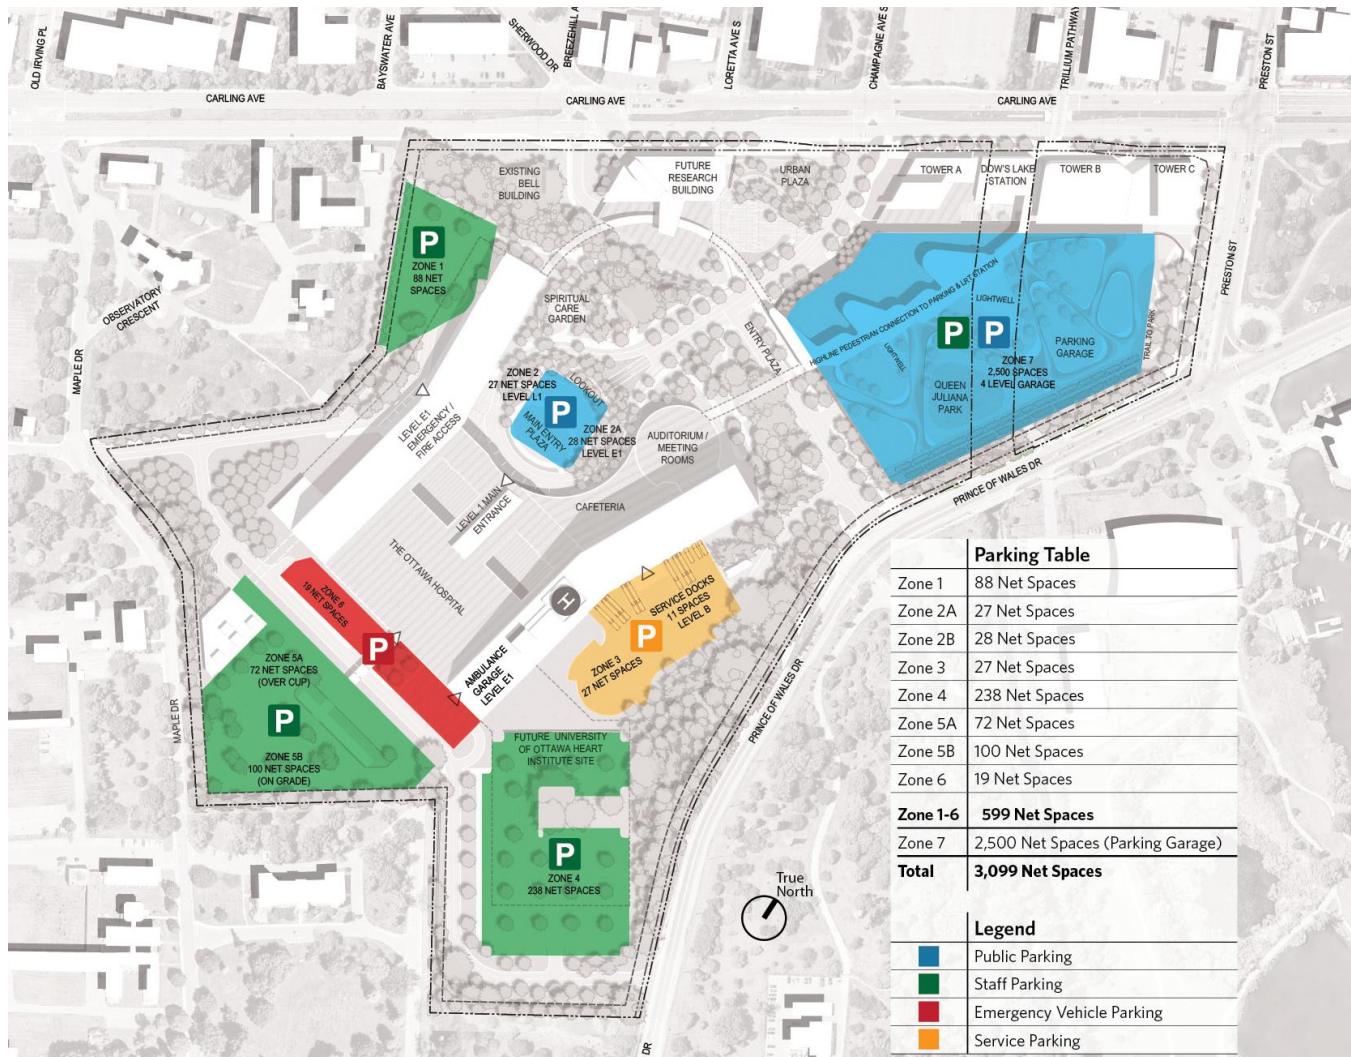 OLD IRVING PL
BAYSWATER AVE
SHERWOOD DR
BREEZEHILL A
LORETTA AVE S
CHAMPAGNE AVE S
TRILLIUM PATHWAY
PRESTON ST
CARLING AVE
CARLING AVE
CARLING AVE
EXISTING
BELL
BUILDING
FUTURE
RESEARCH
BUILDING
URBAN
PLAZA
TOWER A
DOW'S LAKE
STATION
TOWER B
TOWER C
P
ZONE 1
88 NET
SPACES
OBSERVATORY
CRESCENT
MAPLE DR
SPIRITUAL
CARE
GARDEN
ENTRY PLAZA
HIGHLINE PEDESTRIAN CONNECTION TO PARKING & LRT STATION
LIGHTWELL
LIGHTWELL
P
P
ZONE 7
2,500 SPACES
4 LEVEL GARAGE
PARKING
GARAGE
QUEEN
JULIANA
PARK
TRAIL TO PARK
PRESTON ST
ZONE 2
27 NET SPACES
LEVEL L1
LOOKOUT
P
MAIN ENTRY
PLAZA
ZONE 2A
28 NET SPACES
LEVEL E1
LEVEL E1
EMERGENCY /
FIRE ACCESS
AUDITORIUM /
MEETING
ROOMS
LEVEL 1 MAIN
ENTRANCE
CAFETERIA
PRINCE OF WALES DR
THE OTTAWA HOSPITAL
H
SERVICE DOCKS
11 SPACES
LEVEL B
P
ZONE 3
27 NET SPACES
ZONE 6
19 NET SPACES
P
AMBULANCE
GARAGE
LEVEL E1
ZONE 5A
72 NET SPACES
(OVER CUP)
P
ZONE 5B
100 NET SPACES
(ON GRADE)
MAPLE DR
PRINCE OF WALES DR
FUTURE UNIVERSITY
OF OTTAWA HEART
INSTITUTE SITE
P
ZONE 4
238 NET SPACES
True
North
DR
Parking Table
Zone 1 88 Net Spaces
Zone 2A 27 Net Spaces
Zone 2B 28 Net Spaces
Zone 3 27 Net Spaces
Zone 4 238 Net Spaces
Zone 5A 72 Net Spaces
Zone 5B 100 Net Spaces
Zone 6 19 Net Spaces
Zone 1-6 599 Net Spaces
Zone 7 2,500 Net Spaces (Parking Garage)
Total 3,099 Net Spaces
Legend
Public Parking
Staff Parking
Emergency Vehicle Parking
Service Parking